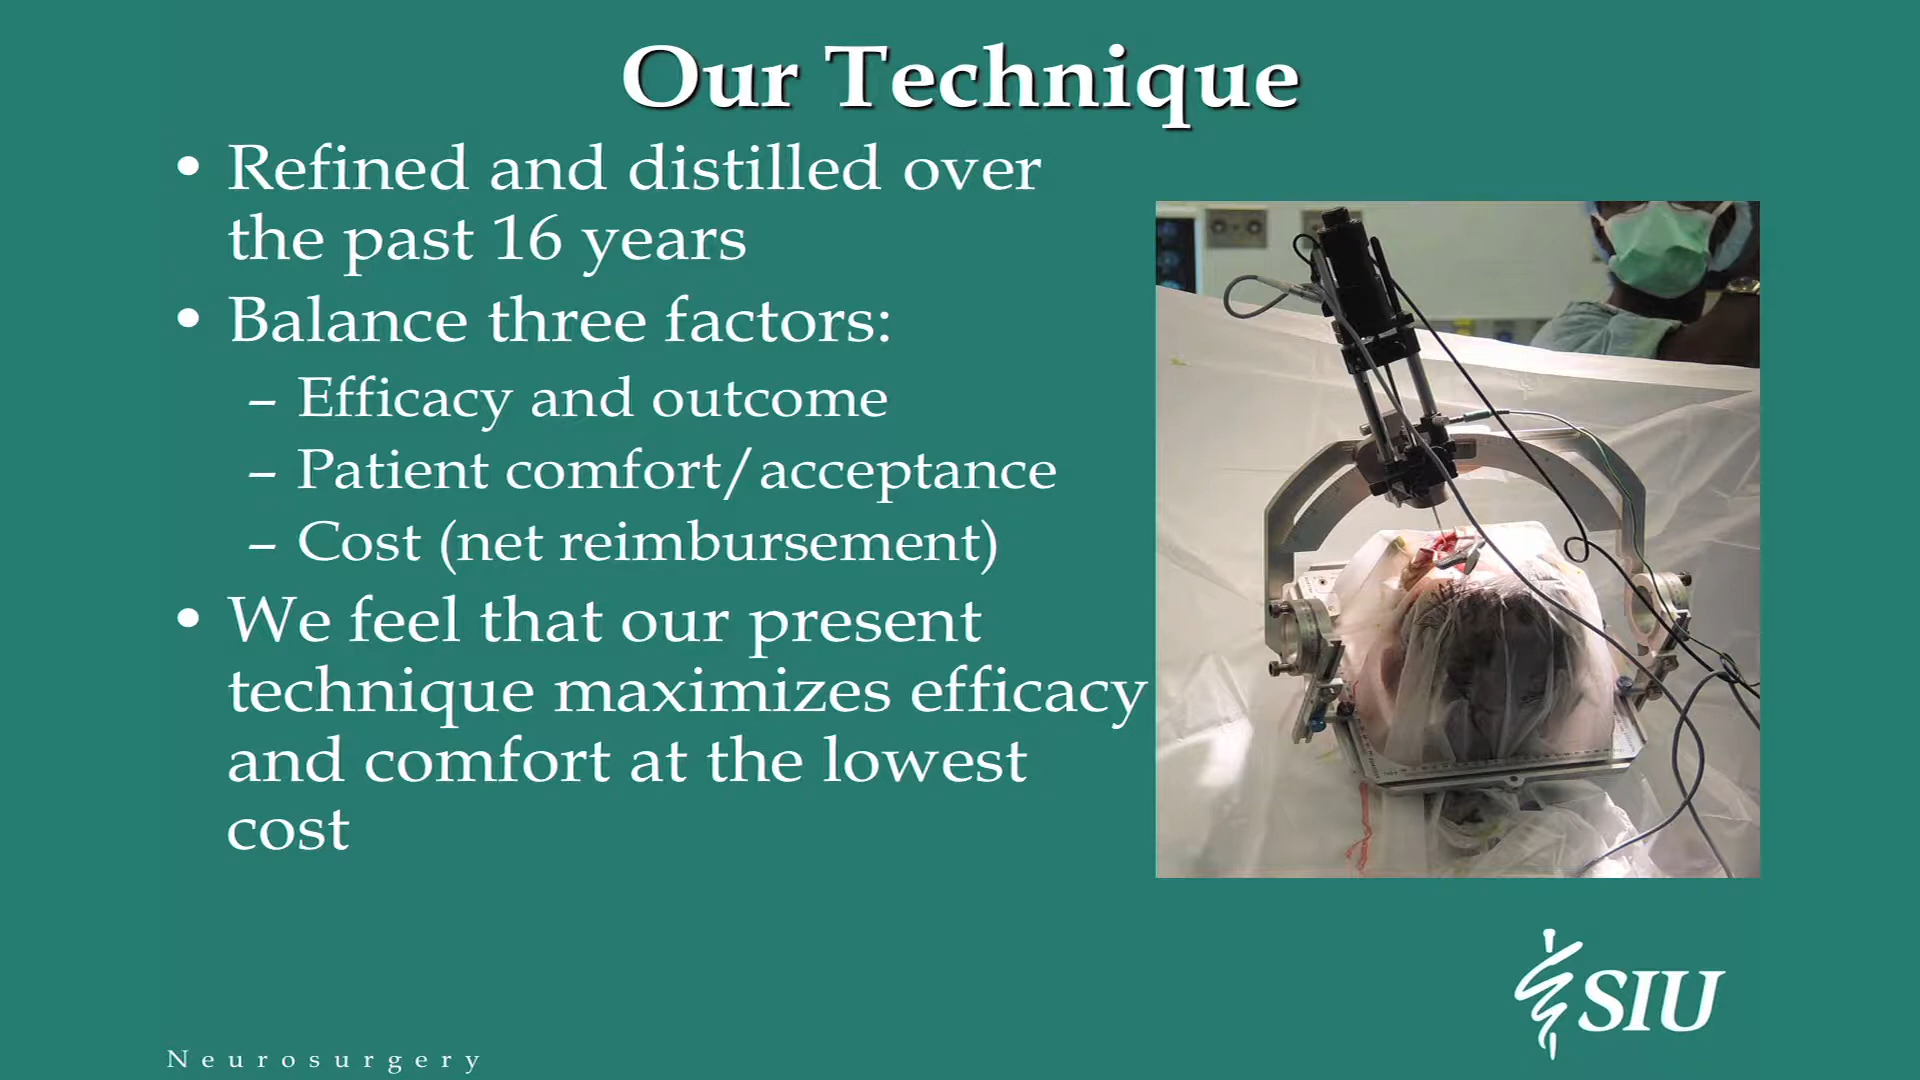 Our Technique
• Refined and distilled over
the past 16 years
• Balance three factors:
– Efficacy and outcome
– Patient comfort/acceptance
– Cost (net reimbursement)
• We feel that our present
technique maximizes efficacy
and comfort at the lowest
cost
SIU
Neurosurgery